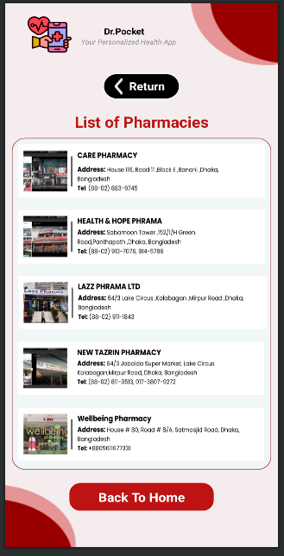 Dr.Pocket
Your Personalized Health App
Return
List of Pharmacies
CARE PHARMACY
Address: House 116, Road 11 ,Black E ,Banani ,Dhaka,
Bangladesh
Tel: (88-02) 883-6745
HEALTH & HOPE PHRAMA
Address: Sabamoon Tower ,152/1/H Green
Road,Panthapath ,Dhaka, Bangladesh
Tel: (88-02) 913-7076, 814-5786
LAZZ PHRAMA LTD
Address: 64/3 Lake Circus ,Kalabagan ,Mirpur Road ,Dhaka,
Bangladesh
Tel: (88-02) 911-1843
NEW TAZRIN PHARMACY
Address: 64/3 Jabaida Super Market, Lake Circus
Kalabagan,Mirpur Road, Dhaka, Bangladesh
Tel: (88-02) 811-3513, 017-3807-9272
Wellbeing Pharmacy
Address: House # 80, Road # 8/A, Satmosjid Road, Dhaka,
Bangladesh
Tel: +8809611677331
Back To Home